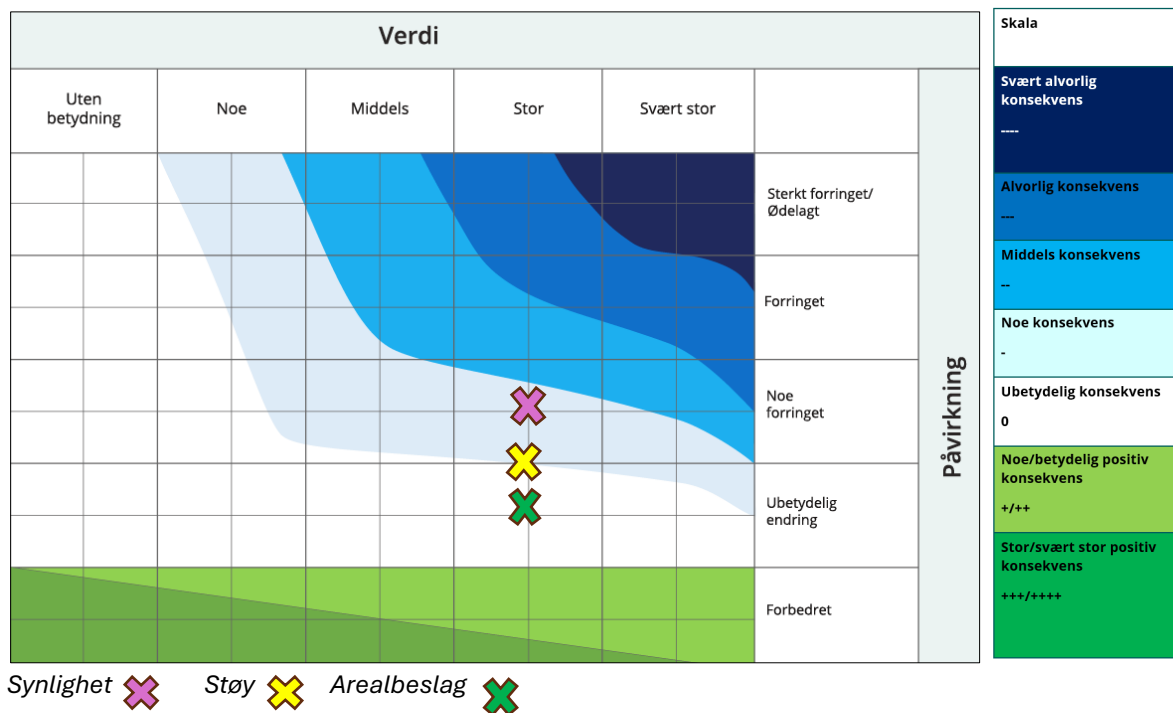 Verdi
Uten
betydning
Noe
Middels
Stor
Svært stor
Sterkt forringet/
Ødelagt
Forringet
Noe
forringet
Ubetydelig
endring
Forbedret
Påvirkning
Skala
Svært alvorlig
konsekvens
----
Alvorlig konsekvens
---
Middels konsekvens
--
Noe konsekvens
-
Ubetydelig konsekvens
0
Noe/betydelig positiv
konsekvens
+/++
Stor/svært stor positiv
konsekvens
+++/++++
Synlighet Støy Arealbeslag